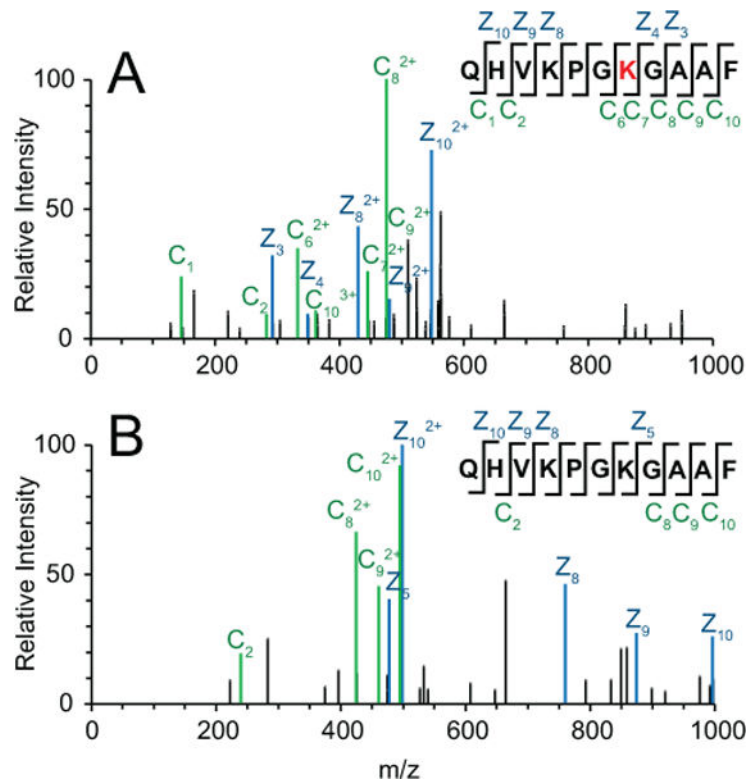 A
Z10 Z9 Z8 Z4 Z3
QHVKPGKGAAF
C1 C2 C6 C7 C8 C9 C10
C8 2+
Z10 2+
Z8 2+
C9 2+
C6 2+
C7 2+
Z3
C1
Z9 2+
Z4
C2
C10 3+
Relative Intensity
100
50
0
0 200 400 600 800 1000
B
Z10 Z9 Z8 Z5
QHVKPGKGAAF
C2 C8 C9 C10
Z10 2+
C10 2+
C8 2+
C9 2+
Z5
Z8
Z9
Z10
C2
Relative Intensity
100
50
0
0 200 400 600 800 1000
m/z